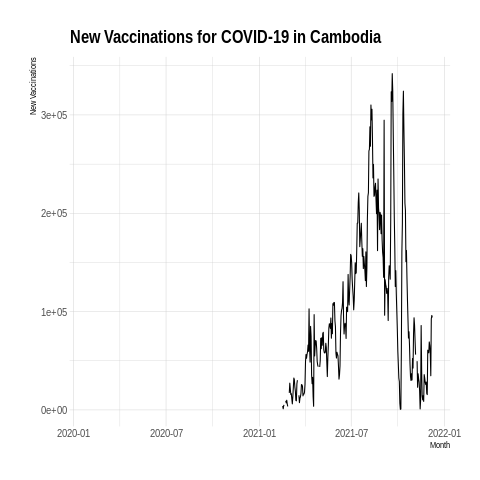 New Vaccinations for COVID-19 in Cambodia
New Vaccinations
3e+05
2e+05
1e+05
0e+00
2020-01 2020-07 2021-01 2021-07 2022-01
Month